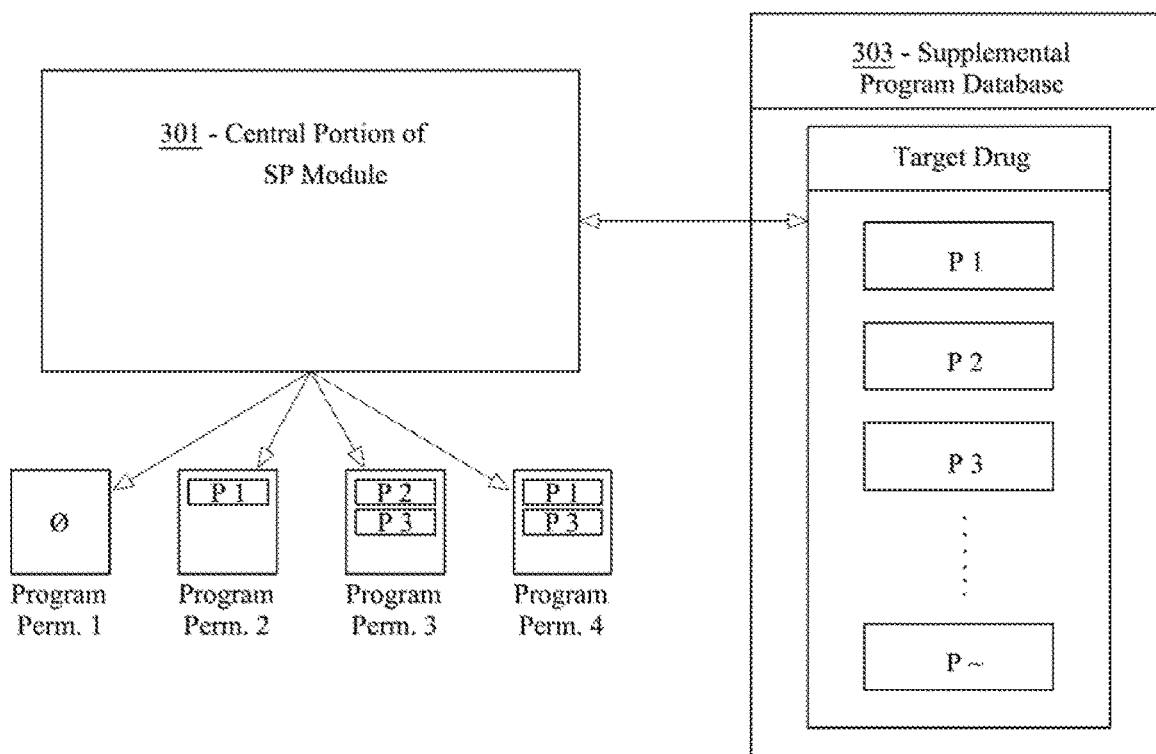 301 - Central Portion of
SP Module
303 - Supplemental
Program Database
Target Drug
P 1
P 2
P 3
P ~
Ø
Program
Perm. 1
P 1
Program
Perm. 2
P 2
P 3
Program
Perm. 3
P 1
P 3
Program
Perm. 4